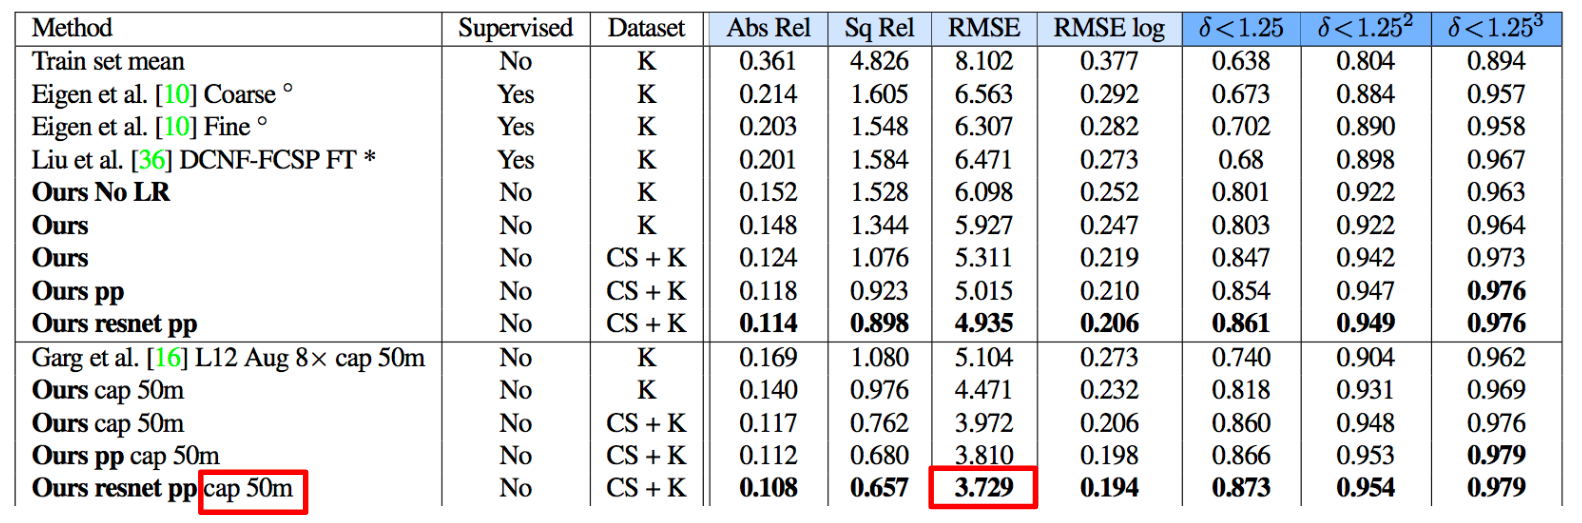 Method Supervised Dataset Abs Rel Sq Rel RMSE RMSE log δ<1.25 δ<1.25² δ<1.25³
Train set mean No K 0.361 4.826 8.102 0.377 0.638 0.804 0.894
Eigen et al. [10] Coarse ° Yes K 0.214 1.605 6.563 0.292 0.673 0.884 0.957
Eigen et al. [10] Fine ° Yes K 0.203 1.548 6.307 0.282 0.702 0.890 0.958
Liu et al. [36] DCNF-FCSP FT * Yes K 0.201 1.584 6.471 0.273 0.68 0.898 0.967
Ours No LR No K 0.152 1.528 6.098 0.252 0.801 0.922 0.963
Ours No K 0.148 1.344 5.927 0.247 0.803 0.922 0.964
Ours No CS + K 0.124 1.076 5.311 0.219 0.847 0.942 0.973
Ours pp No CS + K 0.118 0.923 5.015 0.210 0.854 0.947 0.976
Ours resnet pp No CS + K 0.114 0.898 4.935 0.206 0.861 0.949 0.976
Garg et al. [16] L12 Aug 8× cap 50m No K 0.169 1.080 5.104 0.273 0.740 0.904 0.962
Ours cap 50m No K 0.140 0.976 4.471 0.232 0.818 0.931 0.969
Ours cap 50m No CS + K 0.117 0.762 3.972 0.206 0.860 0.948 0.976
Ours pp cap 50m No CS + K 0.112 0.680 3.810 0.198 0.866 0.953 0.979
Ours resnet pp cap 50m No CS + K 0.108 0.657 3.729 0.194 0.873 0.954 0.979